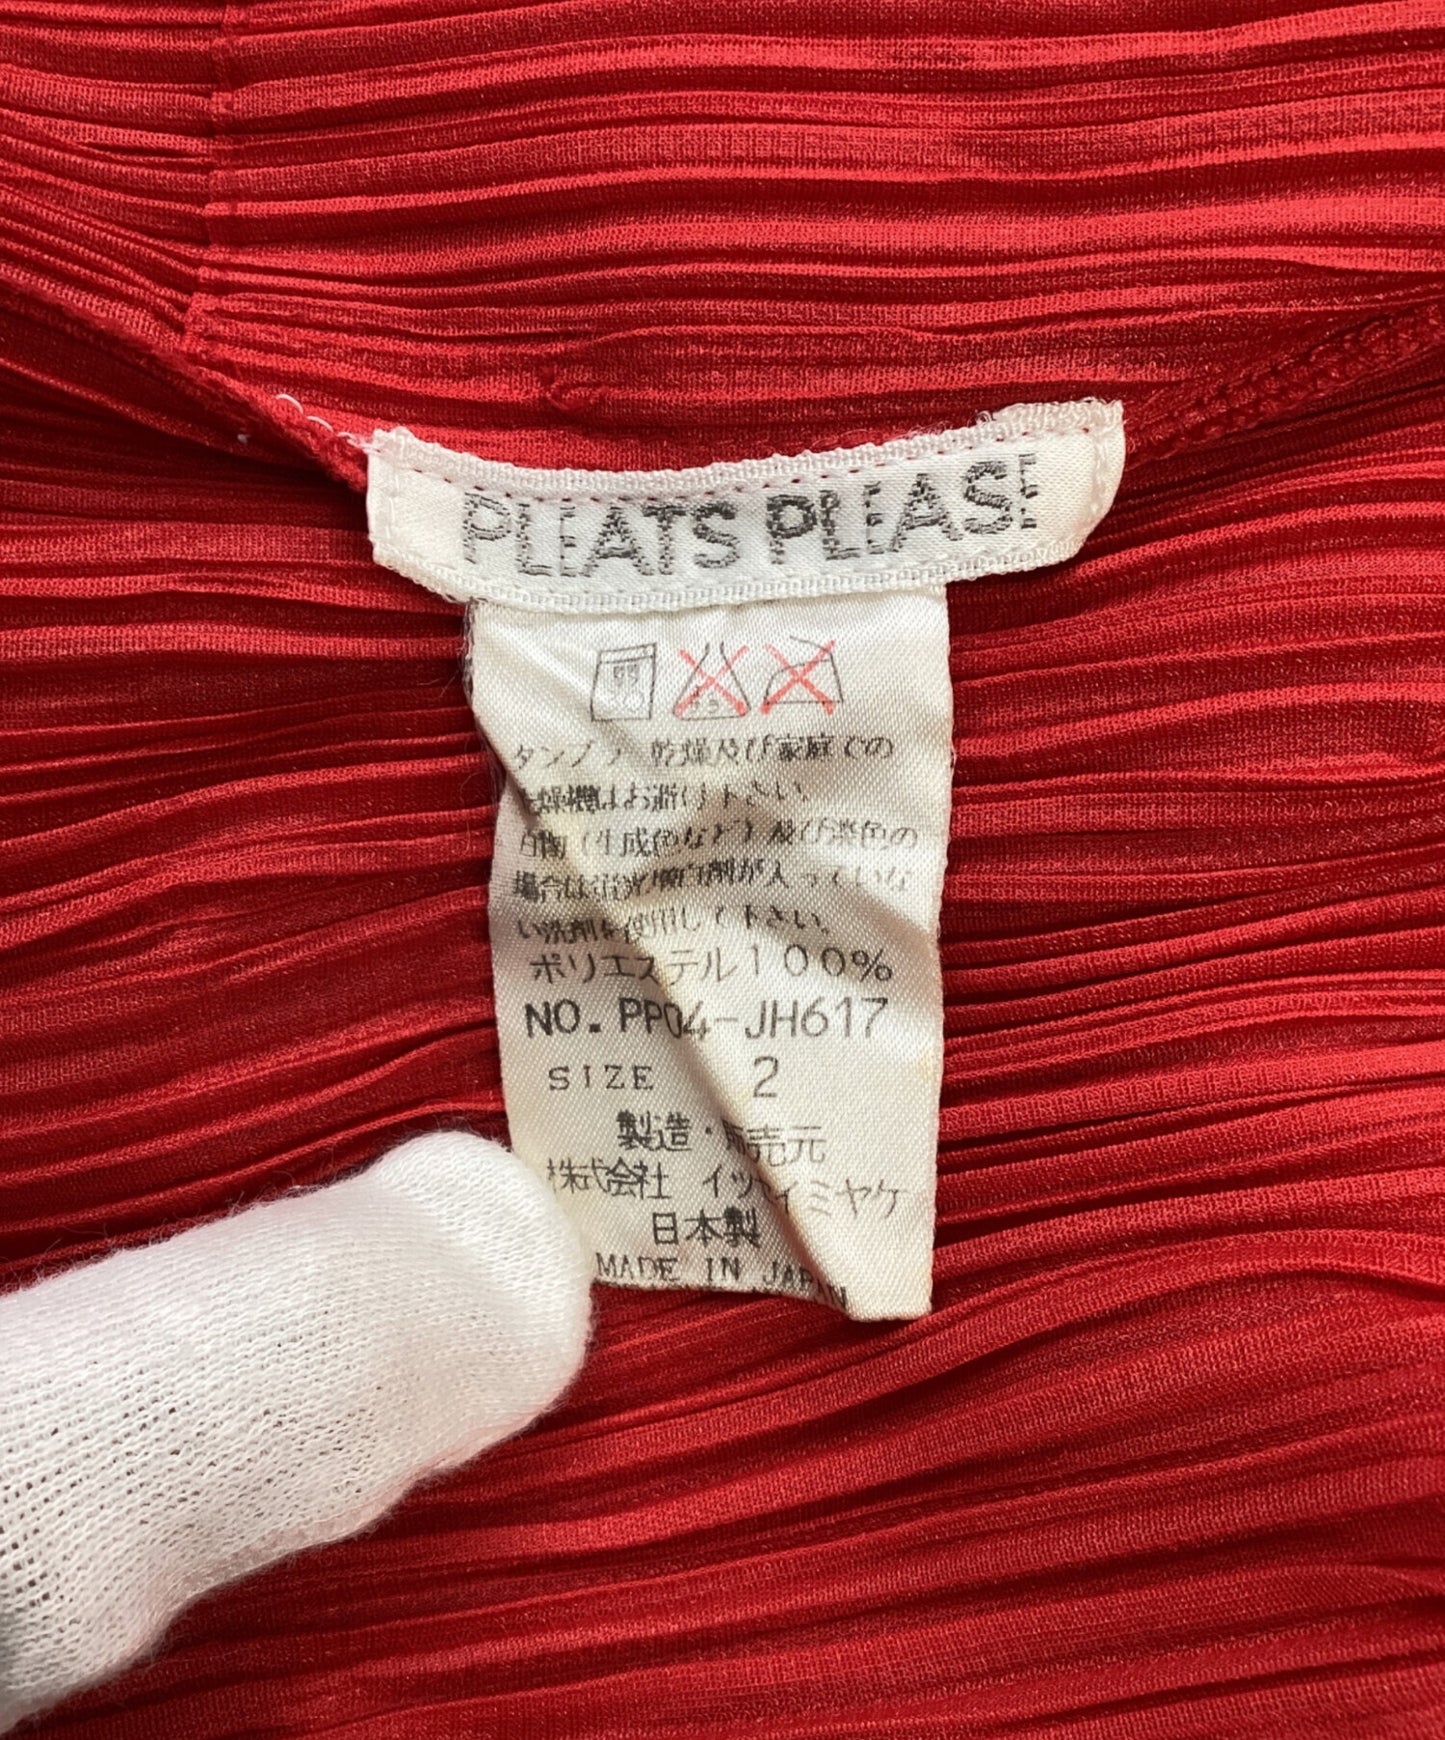 PLEATS PLEASE
タンブラ 乾燥及び家庭での
燥機はお避け下さい。
白物（生成色など）及び淡色の
場合は蛍光増白剤が入っていな
い洗剤を使用して下さい。
ポリエステル100%
NO. PP04-JH617
SIZE 2
製造・販売元
株式会社 イッセイミヤケ
日本製
MADE IN JAPAN